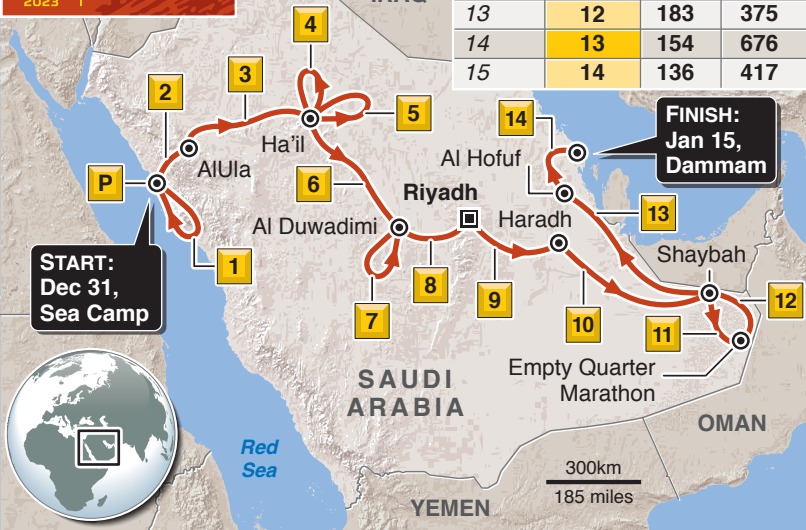 2023
13 12 183 375
14 13 154 676
15 14 136 417
4
3
2
5
14
FINISH:
Jan 15,
Dammam
Ha'il
AlUla
Al Hofuf
P
6
Riyadh
Haradh
13
Al Duwadimi
Shaybah
START:
Dec 31,
Sea Camp
1
8
9
12
7
10
11
Empty Quarter
Marathon
SAUDI
ARABIA
OMAN
Red
Sea
300km
185 miles
YEMEN